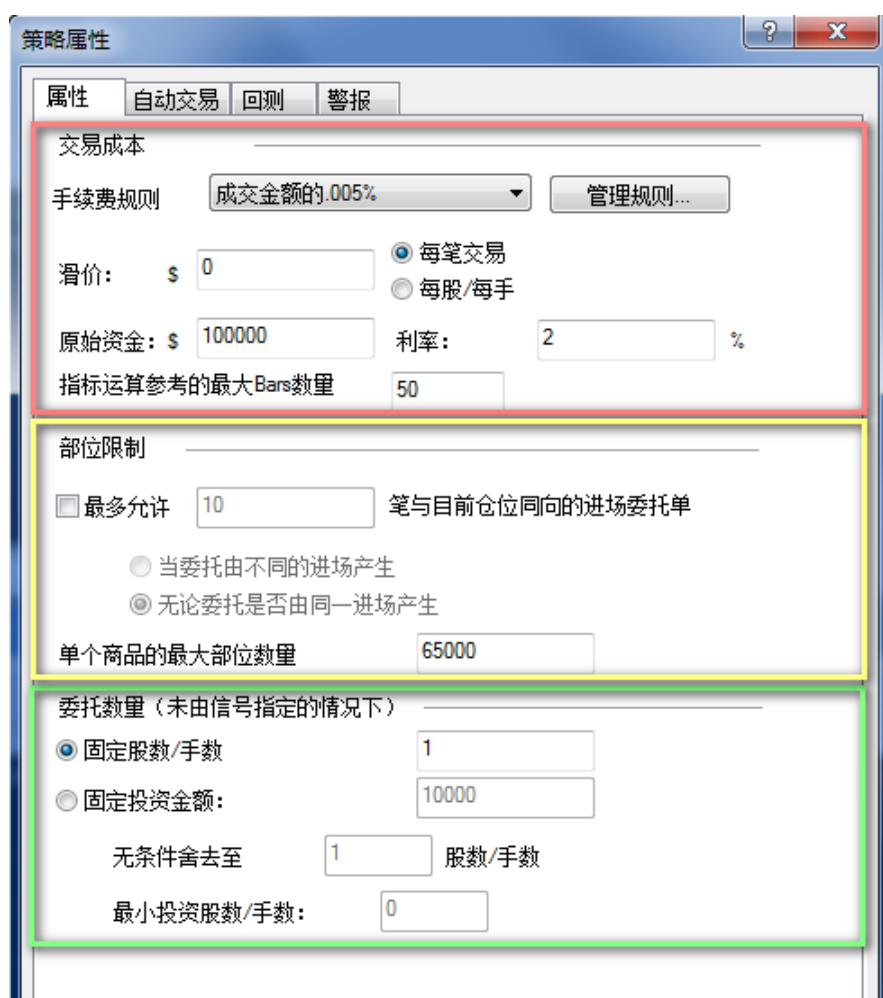 策略属性
属性 自动交易 回测 警报
交易成本
手续费规则 成交金额的.005% 管理规则...
滑价: $ 0 每笔交易
每股/每手
原始资金: $ 100000 利率: 2 %
指标运算参考的最大Bars数量 50
部位限制
最多允许 10 笔与目前仓位同向的进场委托单
当委托由不同的进场产生
无论委托是否由同一进场产生
单个商品的最大部位数量 65000
委托数量(未由信号指定的情况下)
固定股数/手数 1
固定投资金额: 10000
无条件舍去至 1 股数/手数
最小投资股数/手数: 0